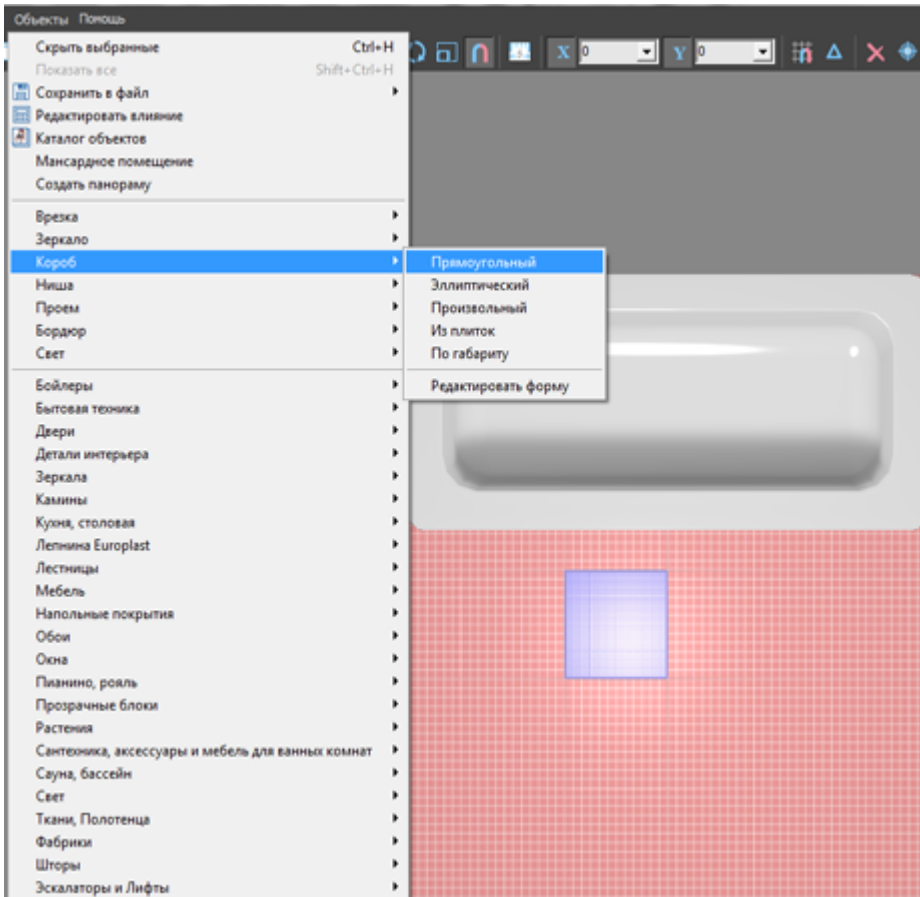 Объекты Помощь
Скрыть выбранные Ctrl+H
Показать все Shift+Ctrl+H
Сохранить в файл
Редактировать влияние
Каталог объектов
Мансардное помещение
Создать панораму
X 0 Y 0
Врезка
Зеркало
Короб
Ниша
Проем
Бордюр
Свет
Прямоугольный
Эллиптический
Произвольный
Из плиток
По габариту
Редактировать форму
Бойлеры
Бытовая техника
Двери
Детали интерьера
Зеркала
Камины
Кухня, столовая
Лепнина Europlast
Лестницы
Мебель
Напольные покрытия
Обои
Окна
Пианино, рояль
Прозрачные блоки
Растения
Сантехника, аксессуары и мебель для ванных комнат
Сауна, бассейн
Свет
Ткани, Полотенца
Фабрики
Шторы
Эскалаторы и Лифты